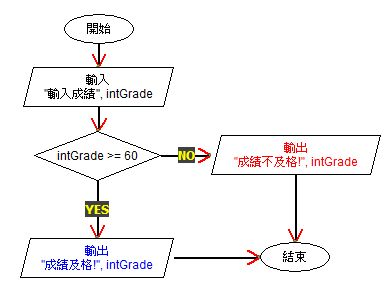 開始
輸入
"輸入成績", intGrade
intGrade >= 60
NO
輸出
"成績不及格!", intGrade
YES
輸出
"成績及格!", intGrade
結束